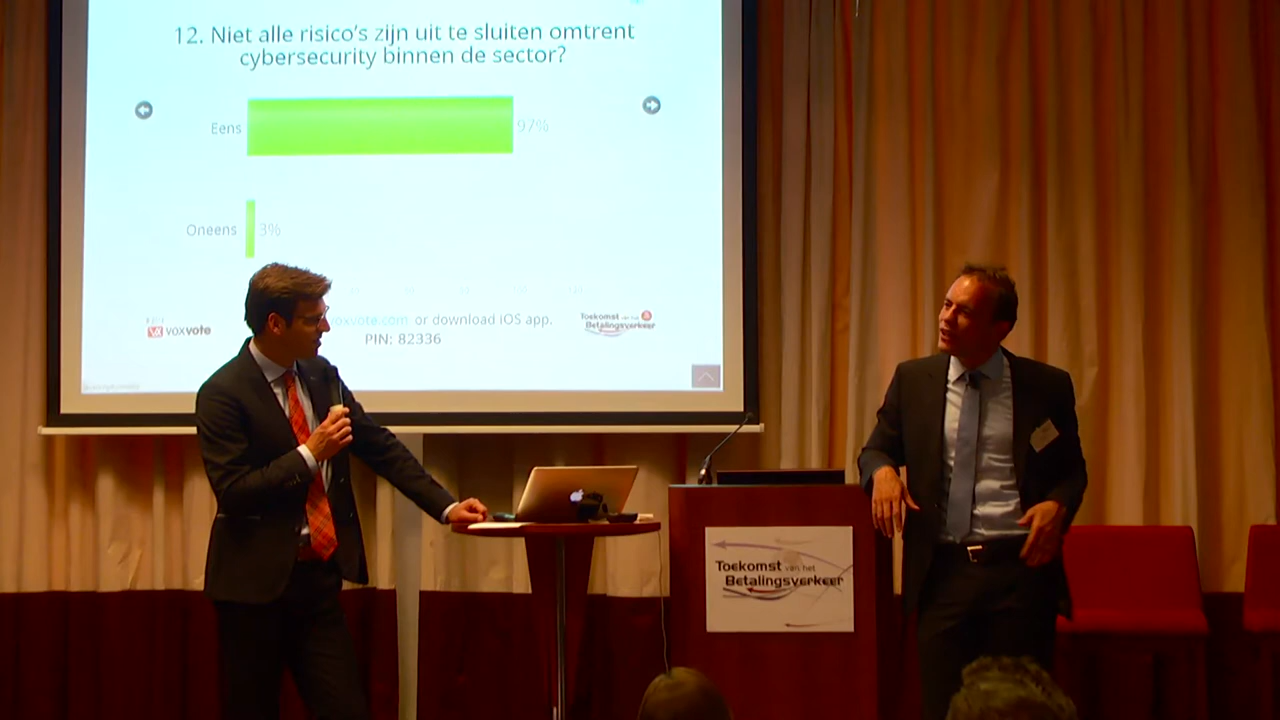 12. Niet alle risico's zijn uit te sluiten omtrent
cybersecurity binnen de sector?
Eens
97%
Oneens
3%
voxvote
voxvote.com or download iOS app.
PIN: 82336
Toekomst van het
Betalingsverkeer
Toekomst van het
Betalingsverkeer